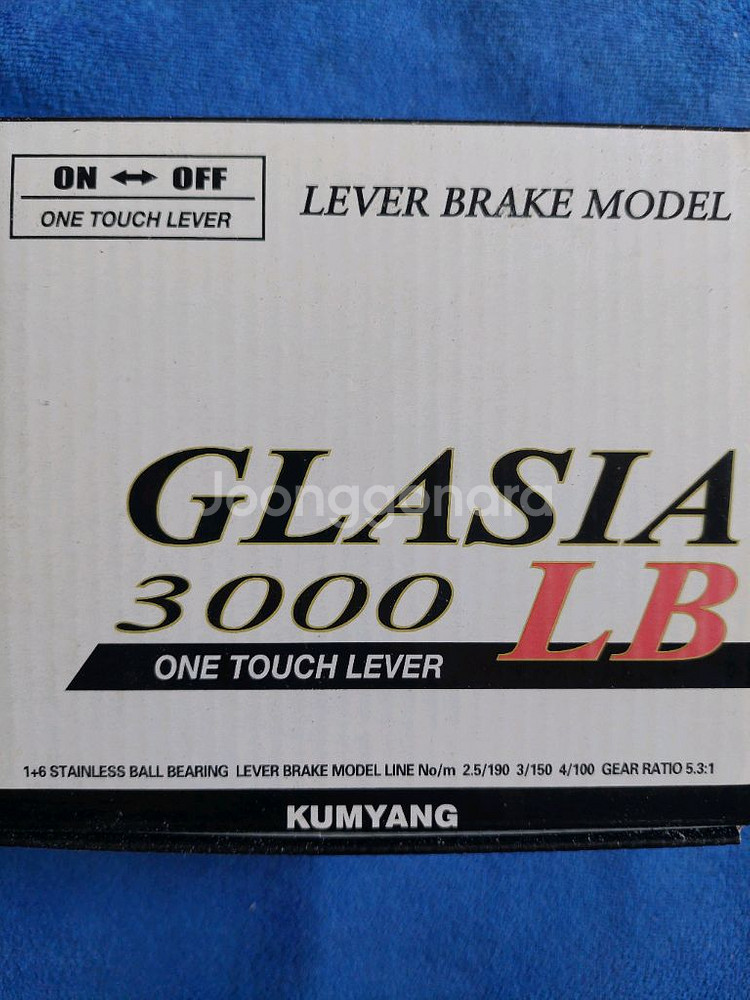 ON ↔ OFF
ONE TOUCH LEVER
LEVER BRAKE MODEL
GLASIA
Joonggonara
3000 LB
ONE TOUCH LEVER
1+6 STAINLESS BALL BEARING LEVER BRAKE MODEL LINE No/m 2.5/190 3/150 4/100 GEAR RATIO 5.3:1
KUMYANG